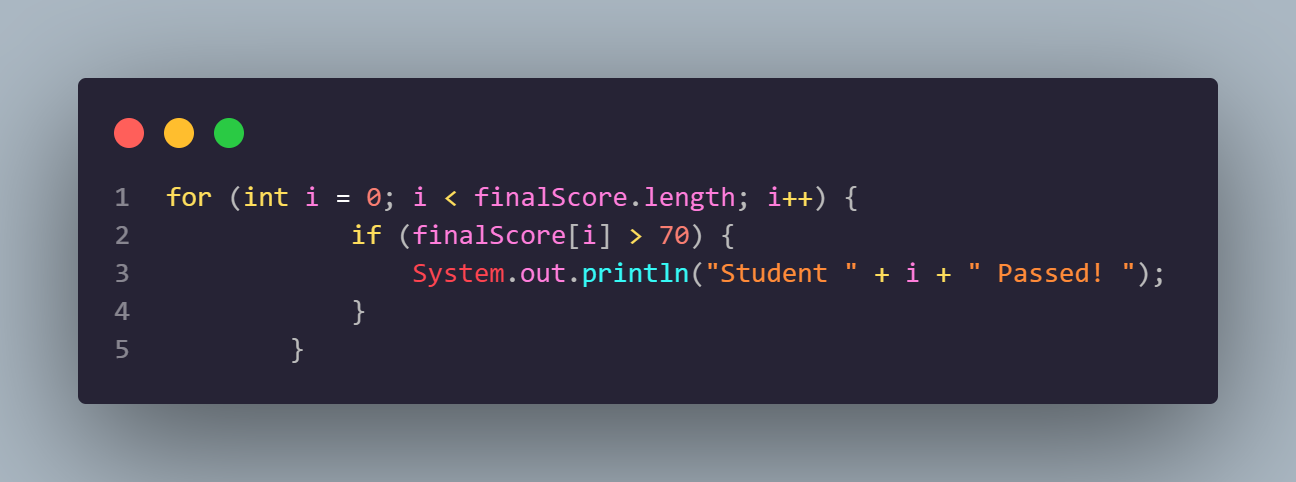 1 for (int i = 0; i < finalScore.length; i++) {
2             if (finalScore[i] > 70) {
3                 System.out.println("Student " + i + " Passed! ");
4             }
5         }